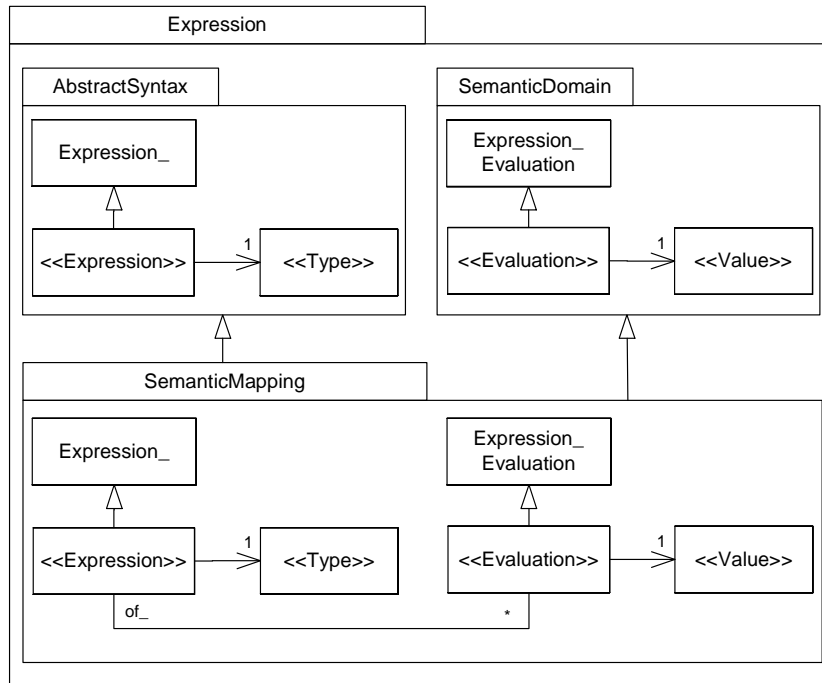 Expression
AbstractSyntax
SemanticDomain
Expression_
Expression_
Evaluation
<<Expression>>
1
<<Type>>
<<Evaluation>>
1
<<Value>>
SemanticMapping
Expression_
Expression_
Evaluation
<<Expression>>
1
<<Type>>
<<Evaluation>>
1
<<Value>>
of_
*